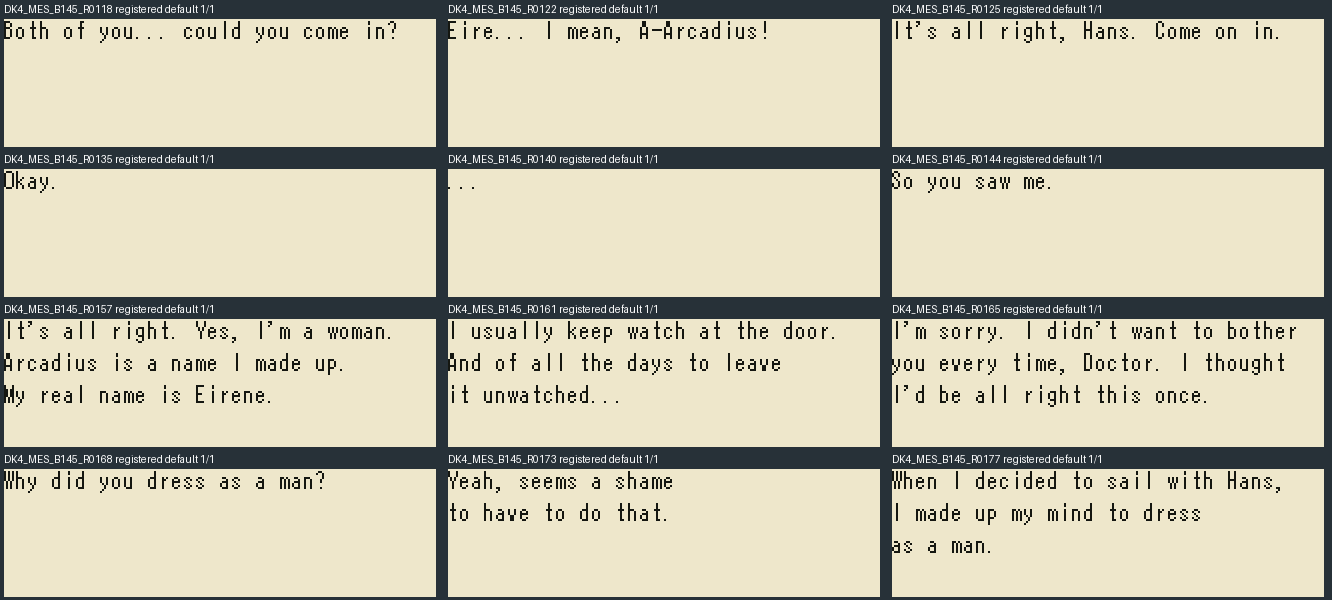 DK4_MES_B145_R0118 registered default 1/1
Both of you... could you come in?
DK4_MES_B145_R0122 registered default 1/1
Eire... I mean, A-Arcadius!
DK4_MES_B145_R0125 registered default 1/1
It's all right, Hans. Come on in.
DK4_MES_B145_R0135 registered default 1/1
Okay.
DK4_MES_B145_R0140 registered default 1/1
...
DK4_MES_B145_R0144 registered default 1/1
So you saw me.
DK4_MES_B145_R0157 registered default 1/1
It's all right. Yes, I'm a woman.
Arcadius is a name I made up.
My real name is Eirene.
DK4_MES_B145_R0161 registered default 1/1
I usually keep watch at the door.
And of all the days to leave
it unwatched...
DK4_MES_B145_R0165 registered default 1/1
I'm sorry. I didn't want to bother
you every time, Doctor. I thought
I'd be all right this once.
DK4_MES_B145_R0168 registered default 1/1
Why did you dress as a man?
DK4_MES_B145_R0173 registered default 1/1
Yeah, seems a shame
to have to do that.
DK4_MES_B145_R0177 registered default 1/1
When I decided to sail with Hans,
I made up my mind to dress
as a man.